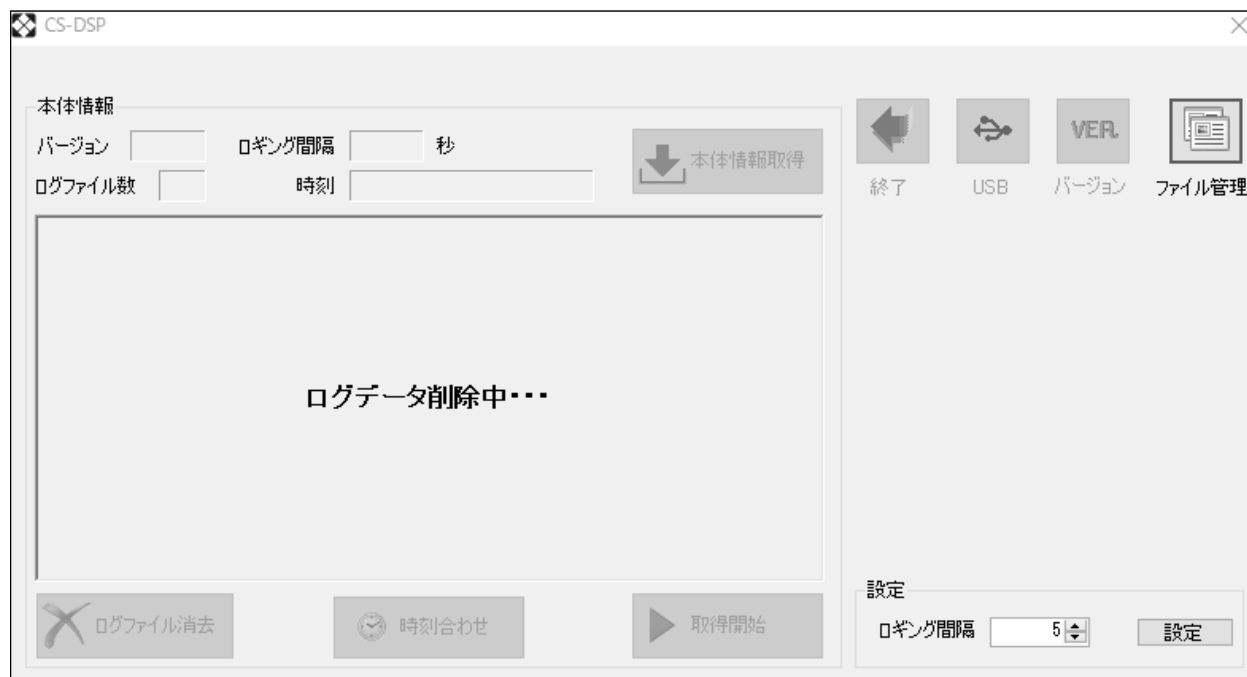 CS-DSP
本体情報
バージョン ロギング間隔 秒
ログファイル数 時刻
本体情報取得
VER.
終了 USB バージョン ファイル管理
ログデータ削除中・・・
ログファイル消去 時刻合わせ 取得開始
設定
ロギング間隔 5 設定